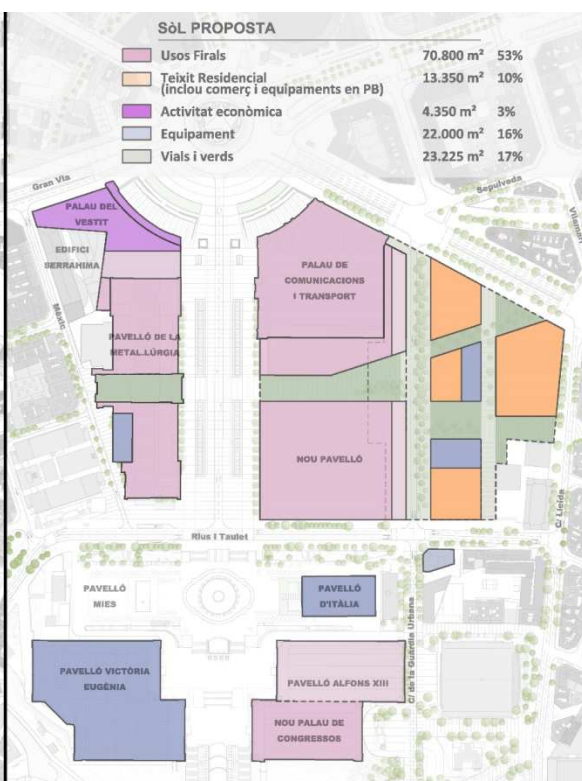 SòL PROPOSTA
Usos Firals 70.800 m² 53%
Teixit Residencial 13.350 m² 10%
(inclou comerç i equipaments en PB)
Activitat econòmica 4.350 m² 3%
Equipament 22.000 m² 16%
Vials i verds 23.225 m² 17%
Gran Via
Sepulveda
Vilamarí
PALAU DEL
VESTIT
EDIFICI
SERRAHIMA
PALAU DE
COMUNICACIONS
I TRANSPORT
Mèxic
PAVELLÓ DE LA
METAL.LÚRGIA
NOU PAVELLÓ
C/ Lleida
Rius i Taulet
PAVELLÓ
MIES
PAVELLÓ
D'ITÀLIA
C/ de la Guàrdia Urbana
PAVELLÓ VICTÒRIA
EUGÈNIA
PAVELLÓ ALFONS XIII
NOU PALAU DE
CONGRESSOS